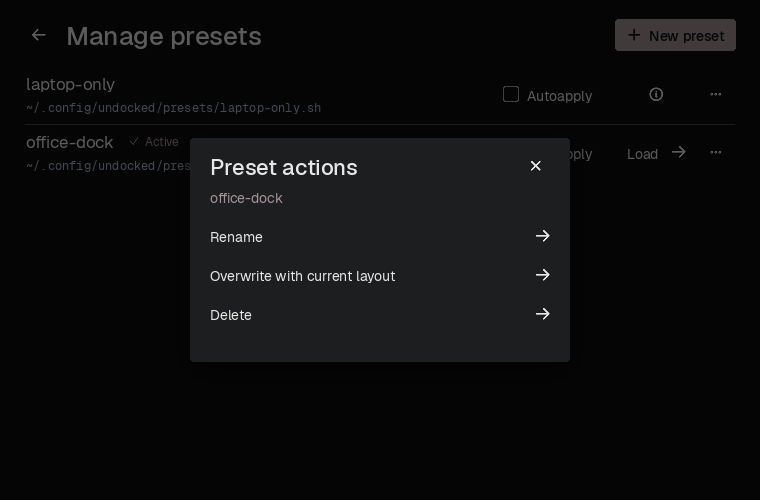 Manage presets
New preset
laptop-only
~/.config/undocked/presets/laptop-only.sh
Autoapply
office-dock
Active
~/.config/undocked/pres
pply
Load
Preset actions
office-dock
Rename
Overwrite with current layout
Delete